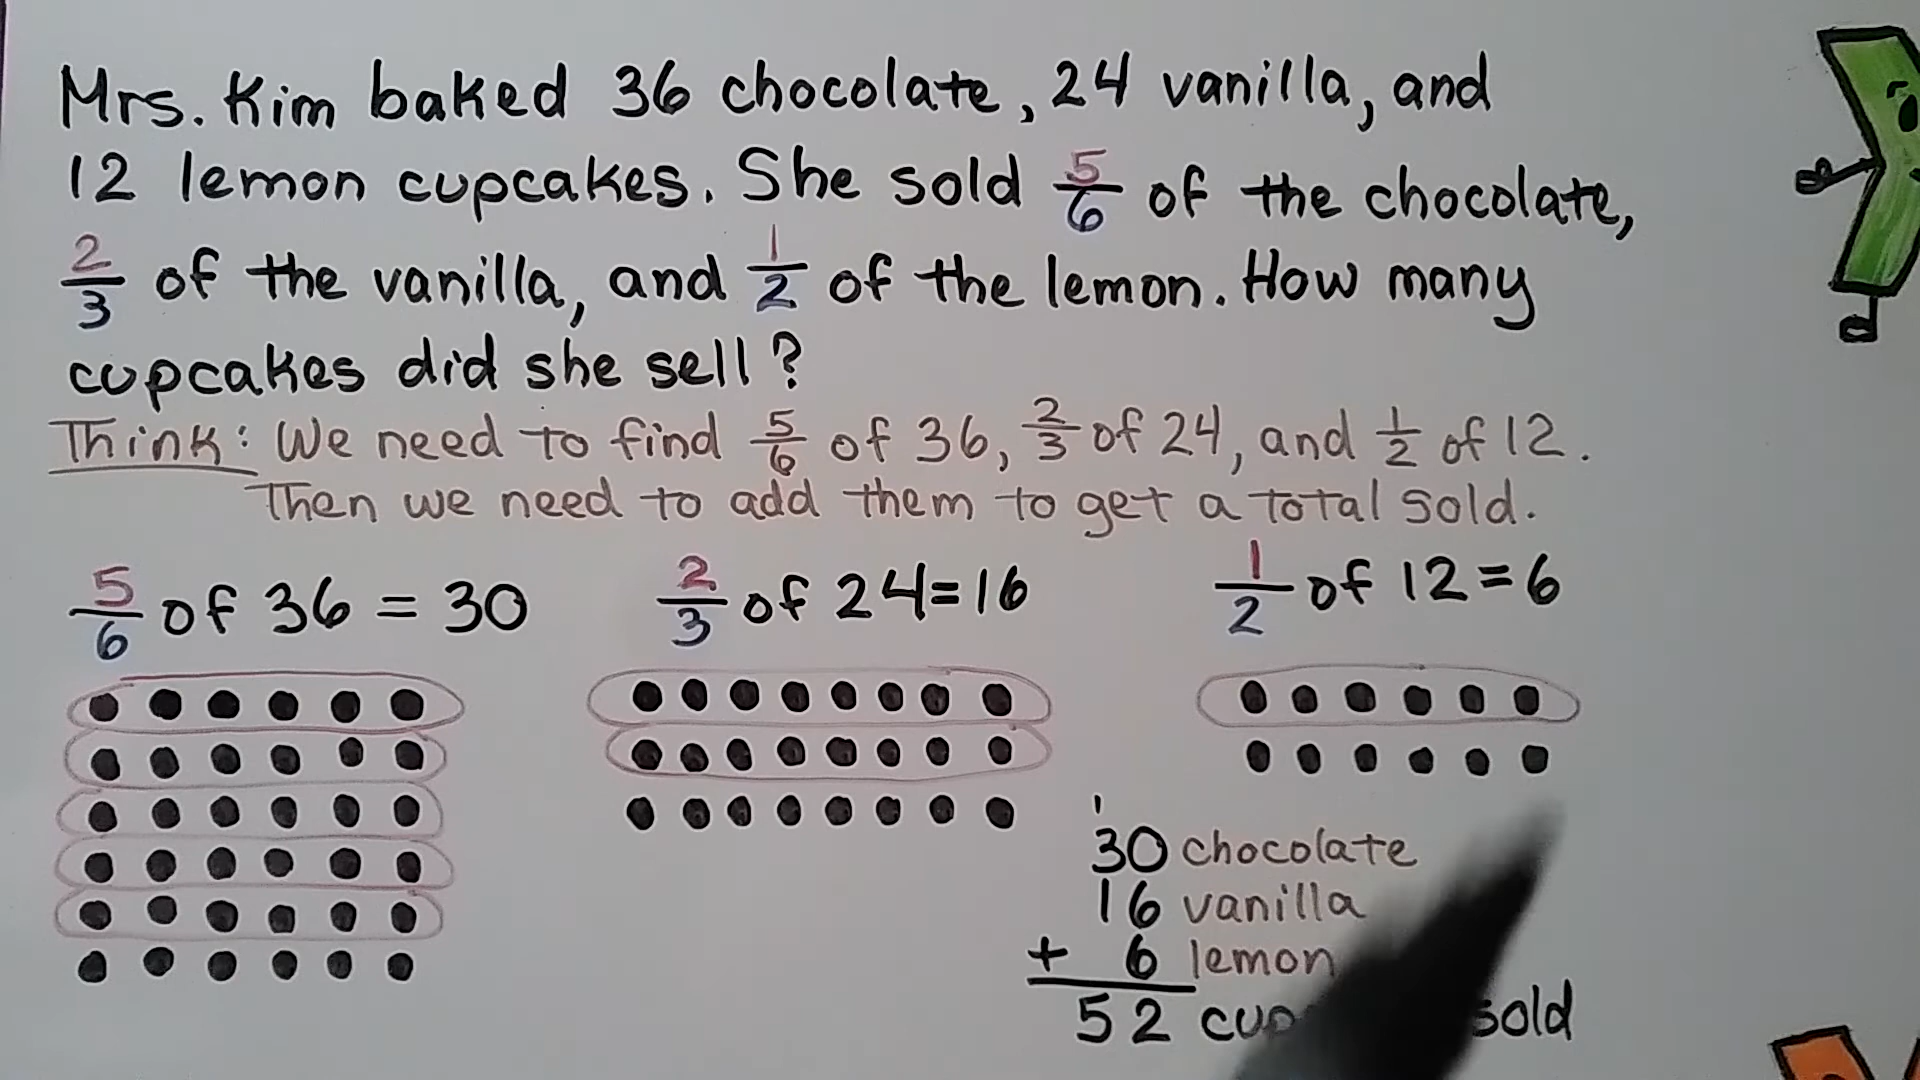 Mrs. Kim baked 36 chocolate, 24 vanilla, and
12 lemon cupcakes. She sold 5/6 of the chocolate,
2/3 of the vanilla, and 1/2 of the lemon. How many
cupcakes did she sell?
Think: We need to find 5/6 of 36, 2/3 of 24, and 1/2 of 12.
Then we need to add them to get a total sold.
5/6 of 36 = 30
2/3 of 24 = 16
1/2 of 12 = 6
1
30 chocolate
16 vanilla
+ 6 lemon
52 sold